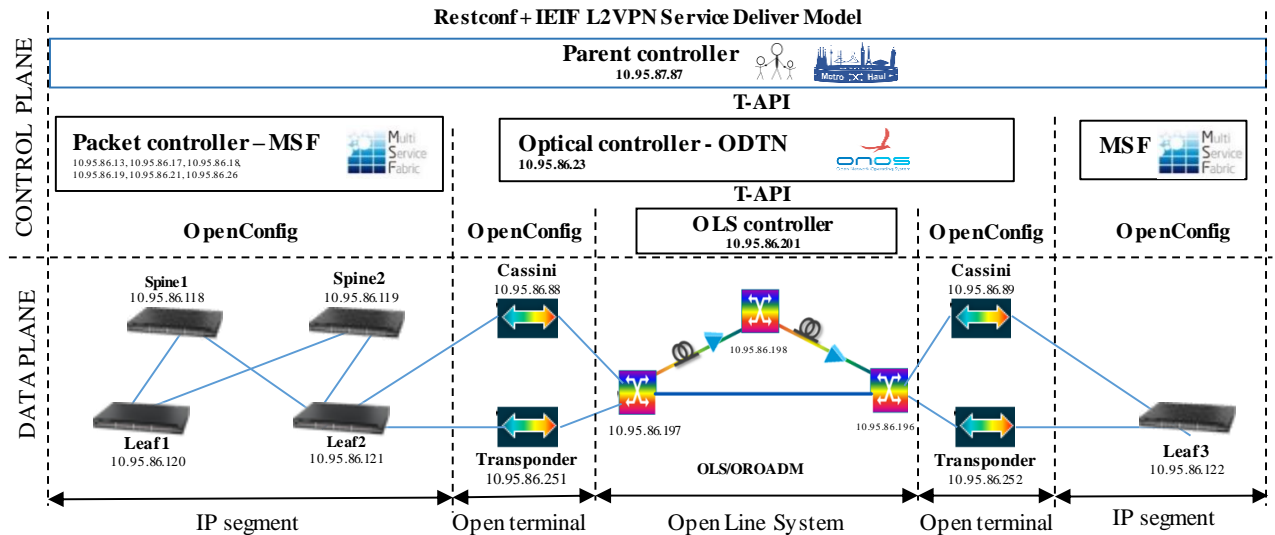 Restconf + IETF L2VPN Service Deliver Model
CONTROL PLANE
Parent controller
10.95.87.87
Metro Haul
T-API
Packet controller – MSF
10.95.86.13, 10.95.86.17, 10.95.86.18,
10.95.86.19, 10.95.86.21, 10.95.86.26
Multi
Service
Fabric
Optical controller - ODTN
10.95.86.23
onos
Open Network Operating System
MSF
Multi
Service
Fabric
T-API
OLS controller
10.95.86.201
OpenConfig
OpenConfig
OpenConfig
OpenConfig
DATA PLANE
Spine1
10.95.86.118
Spine2
10.95.86.119
Cassini
10.95.86.88
Cassini
10.95.86.89
10.95.86.198
Leaf1
10.95.86.120
Leaf2
10.95.86.121
Transponder
10.95.86.251
10.95.86.197
10.95.86.196
OLS/OROADM
Transponder
10.95.86.252
Leaf3
10.95.86.122
IP segment
Open terminal
Open Line System
Open terminal
IP segment